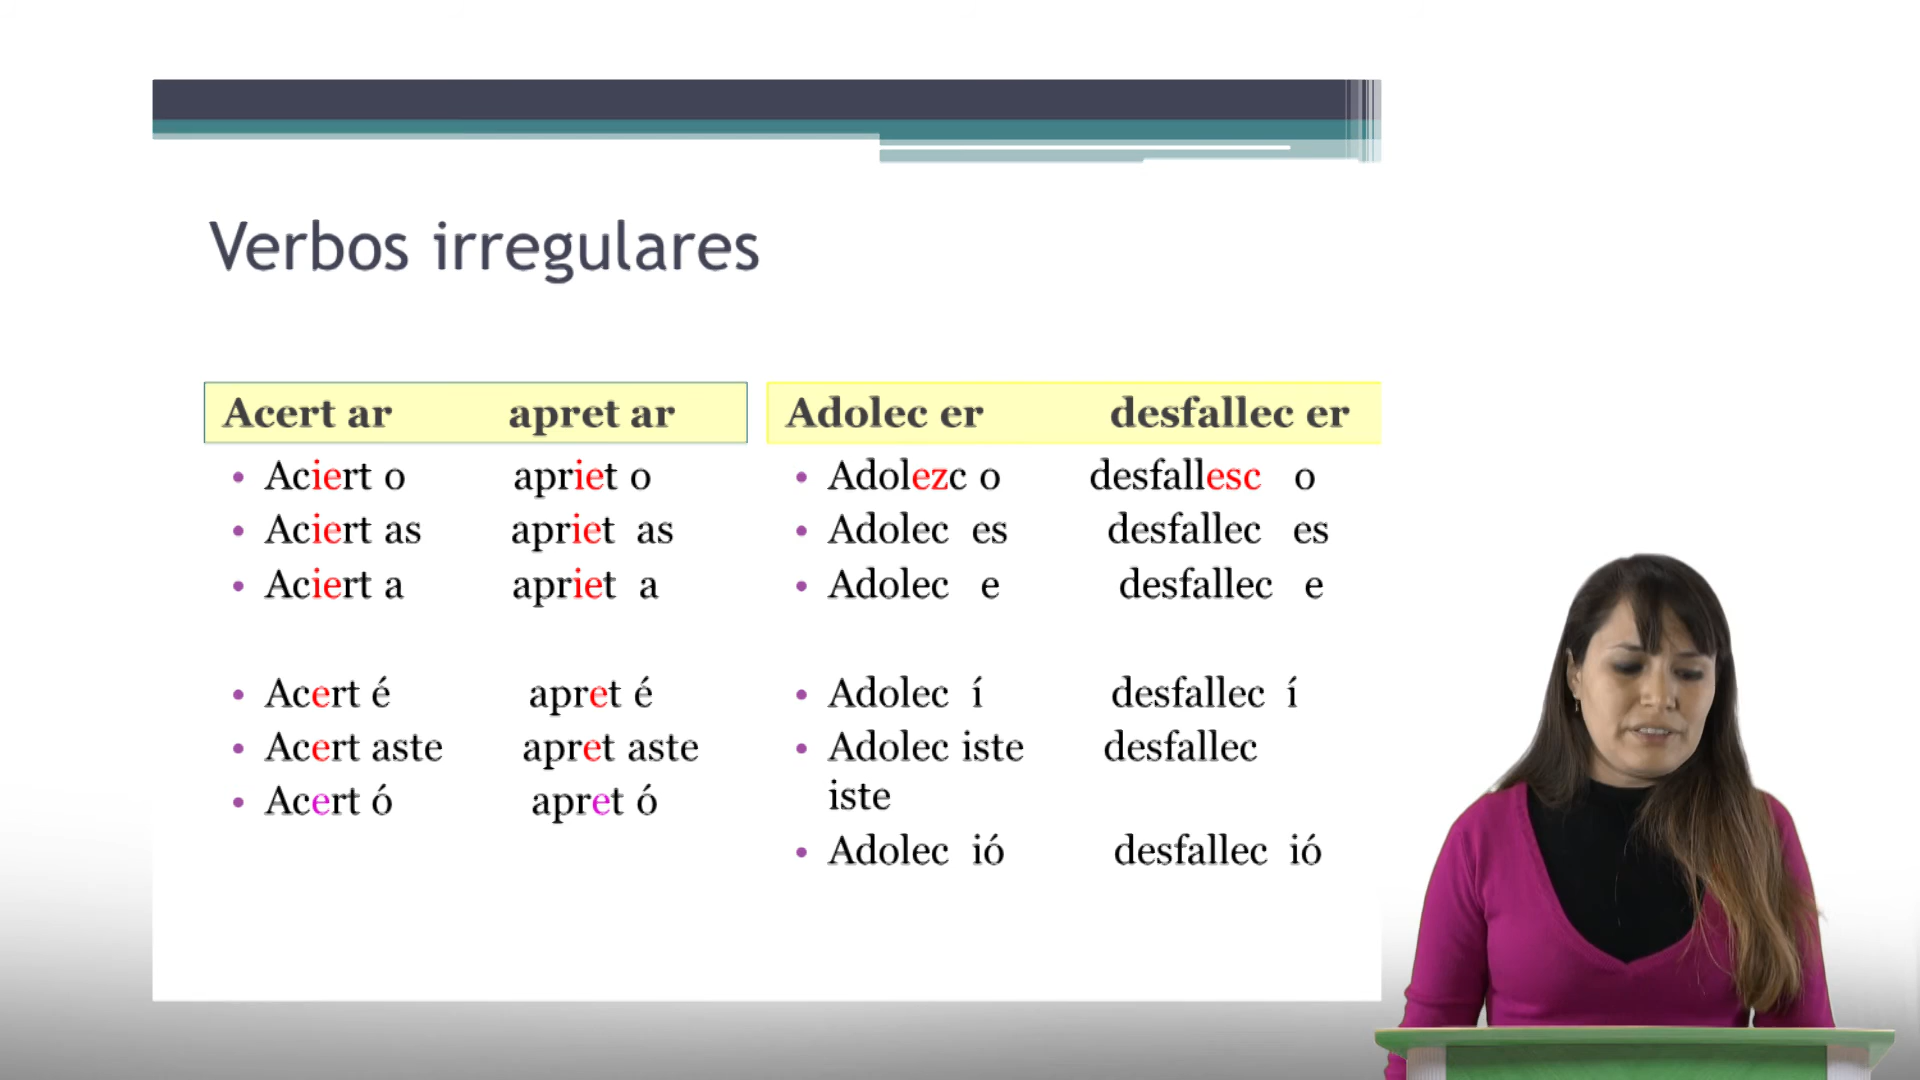 Verbos irregulares
Acert ar apret ar
Aciert o apriet o
Aciert as apriet as
Aciert a apriet a
Acert é apret é
Acert aste apret aste
Acert ó apret ó
Adolec er desfallec er
Adolezc o desfallesc o
Adolec es desfallec es
Adolec e desfallec e
Adolec í desfallec í
Adolec iste desfallec
iste
Adolec ió desfallec ió